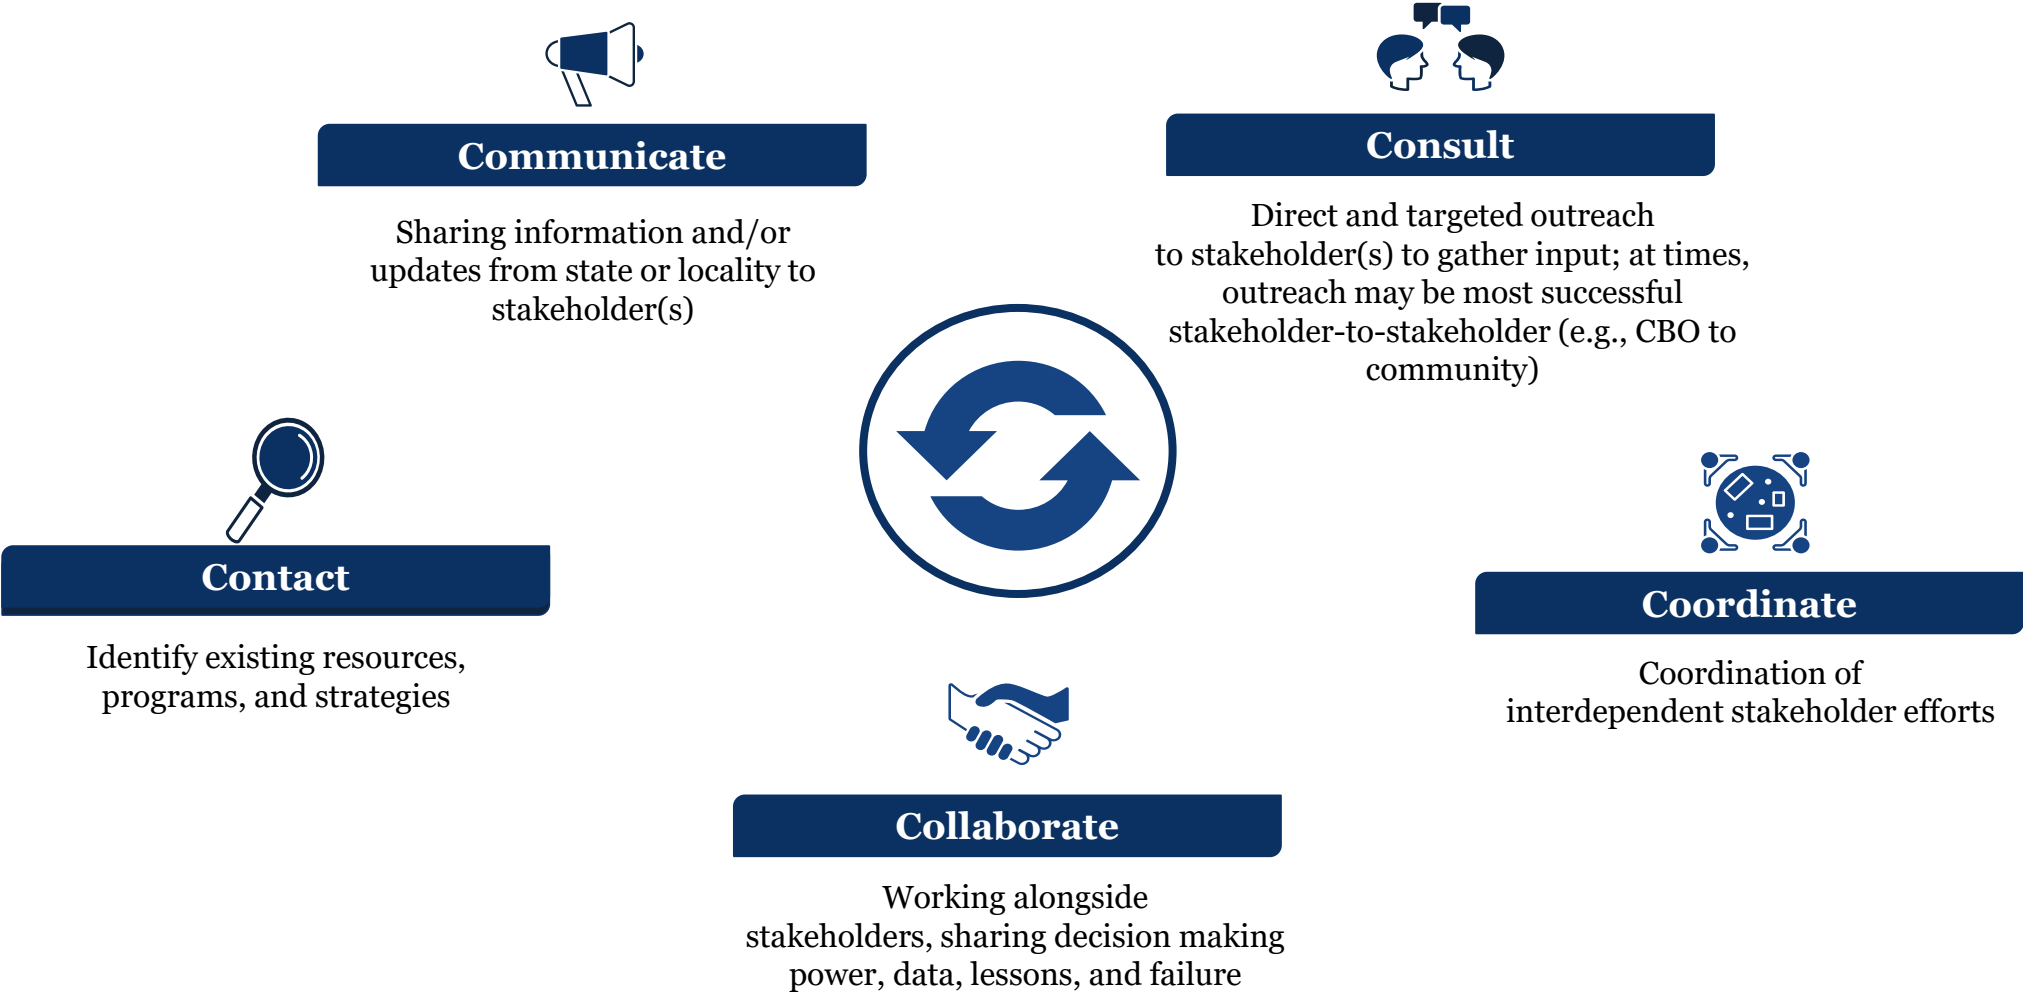 Communicate
Sharing information and/or
updates from state or locality to
stakeholder(s)
Consult
Direct and targeted outreach
to stakeholder(s) to gather input; at times,
outreach may be most successful
stakeholder-to-stakeholder (e.g., CBO to
community)
Contact
Identify existing resources,
programs, and strategies
Coordinate
Coordination of
interdependent stakeholder efforts
Collaborate
Working alongside
stakeholders, sharing decision making
power, data, lessons, and failure